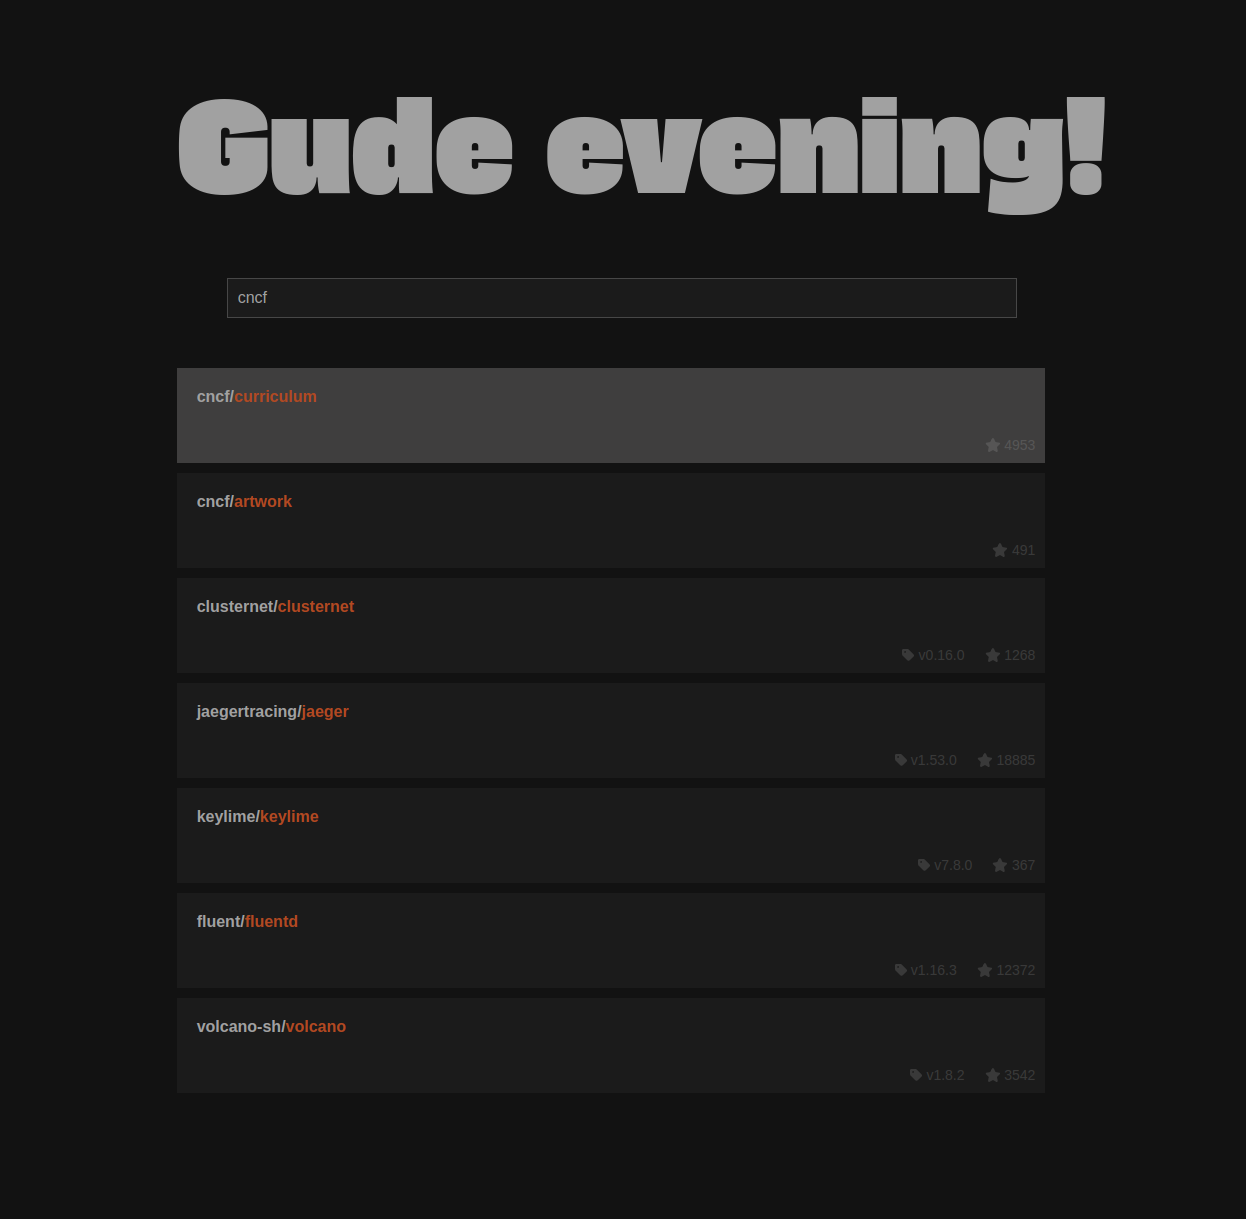 Gude evening!
cncf
cncf/curriculum
4953
cncf/artwork
491
clusternet/clusternet
v0.16.0 1268
jaegertracing/jaeger
v1.53.0 18885
keylime/keylime
v7.8.0 367
fluent/fluentd
v1.16.3 12372
volcano-sh/volcano
v1.8.2 3542